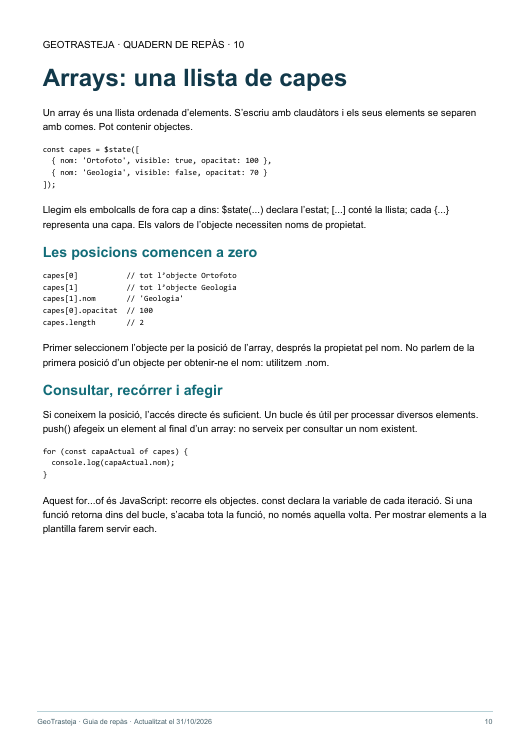 GEOTRASTEJA · QUADERN DE REPÀS · 10
Arrays: una llista de capes
Un array és una llista ordenada d’elements. S’escriu amb claudàtors i els seus elements se separen
amb comes. Pot contenir objectes.
const capes = $state([
  { nom: 'Ortofoto', visible: true, opacitat: 100 },
  { nom: 'Geologia', visible: false, opacitat: 70 }
]);
Llegim els embolcalls de fora cap a dins: $state(...) declara l’estat; [...] conté la llista; cada {...}
representa una capa. Els valors de l’objecte necessiten noms de propietat.
Les posicions comencen a zero
capes[0]           // tot l’objecte Ortofoto
capes[1]           // tot l’objecte Geologia
capes[1].nom       // 'Geologia'
capes[0].opacitat  // 100
capes.length       // 2
Primer seleccionem l’objecte per la posició de l’array, després la propietat pel nom. No parlem de la
primera posició d’un objecte per obtenir-ne el nom: utilitzem .nom.
Consultar, recórrer i afegir
Si coneixem la posició, l’accés directe és suficient. Un bucle és útil per processar diversos elements.
push() afegeix un element al final d’un array: no serveix per consultar un nom existent.
for (const capaActual of capes) {
  console.log(capaActual.nom);
}
Aquest for...of és JavaScript: recorre els objectes. const declara la variable de cada iteració. Si una
funció retorna dins del bucle, s’acaba tota la funció, no només aquella volta. Per mostrar elements a la
plantilla farem servir each.
GeoTrasteja · Guia de repàs · Actualitzat el 31/10/2026
10